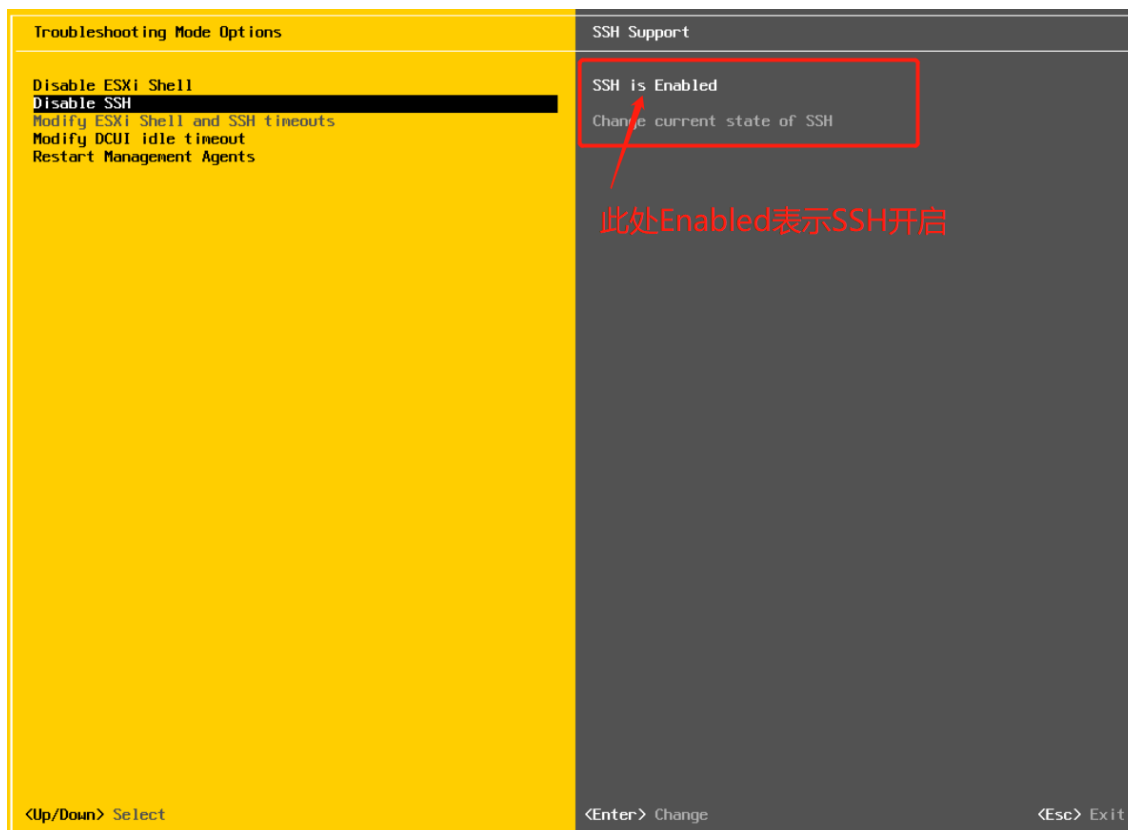 Troubleshooting Mode Options
Disable ESXi Shell
Disable SSH
Modify ESXi Shell and SSH timeouts
Modify DCUI idle timeout
Restart Management Agents
<Up/Down> Select
SSH Support
SSH is Enabled
Change current state of SSH
此处Enabled表示SSH开启
<Enter> Change
<Esc> Exit